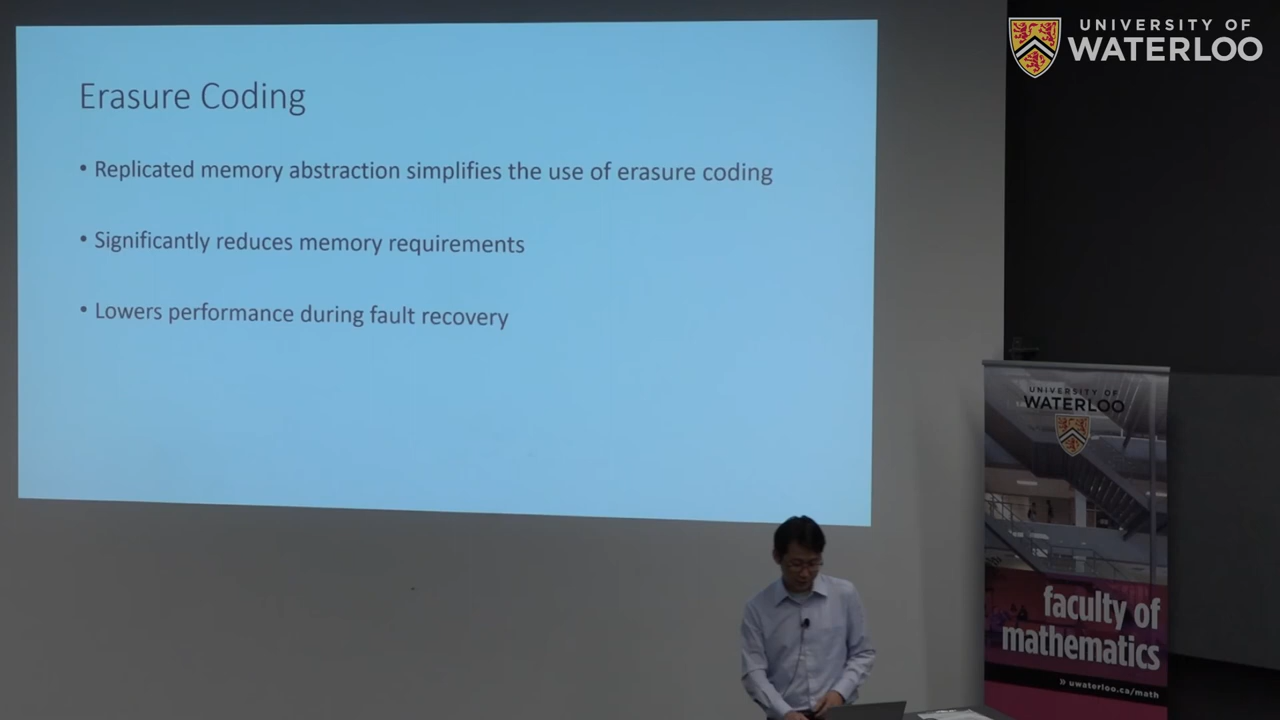 UNIVERSITY OF
WATERLOO
Erasure Coding
• Replicated memory abstraction simplifies the use of erasure coding
• Significantly reduces memory requirements
• Lowers performance during fault recovery
UNIVERSITY OF
WATERLOO
faculty of
mathematics
» uwaterloo.ca/math